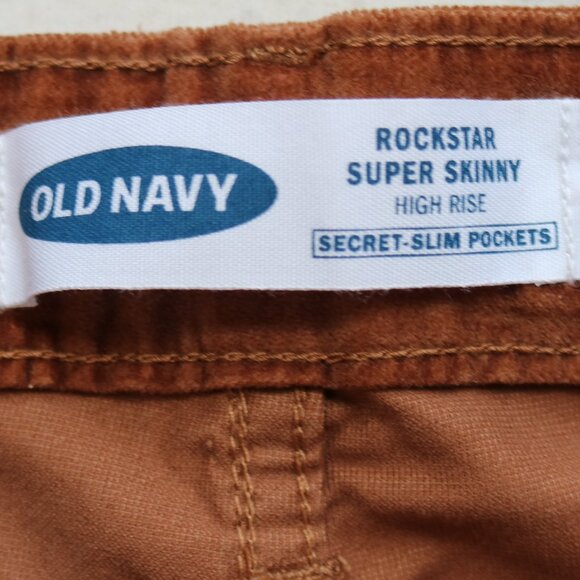 OLD NAVY
ROCKSTAR
SUPER SKINNY
HIGH RISE
SECRET-SLIM POCKETS